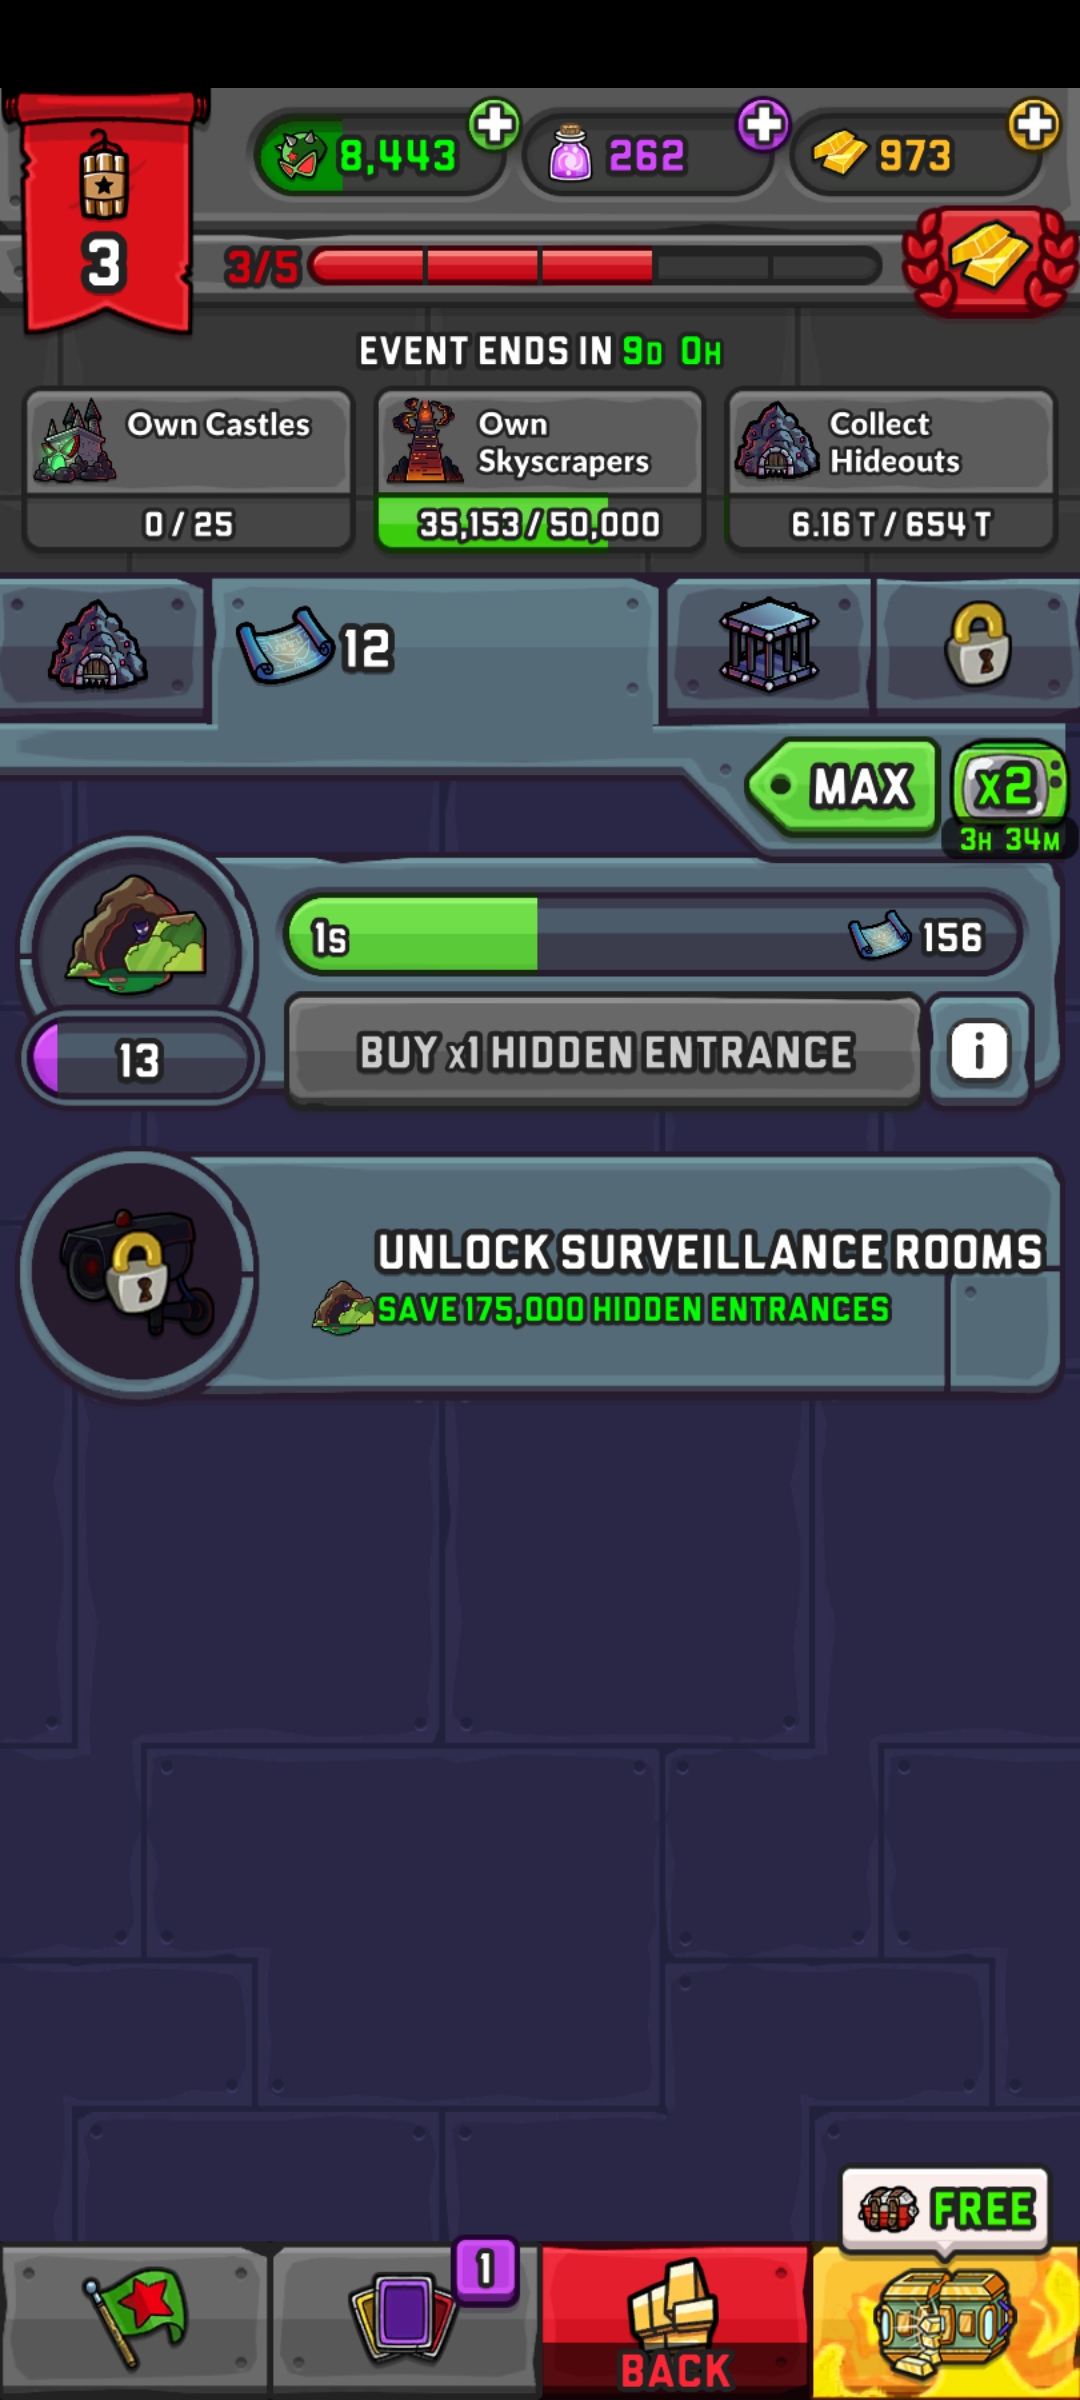 8,443
262
973
3
3/5
EVENT ENDS IN 9D 0H
Own Castles
0 / 25
Own
Skyscrapers
35,153 / 50,000
Collect
Hideouts
6.16 T / 654 T
12
MAX
x2
3H 34M
1s
156
13
BUY x1 HIDDEN ENTRANCE
i
UNLOCK SURVEILLANCE ROOMS
SAVE 175,000 HIDDEN ENTRANCES
FREE
1
BACK